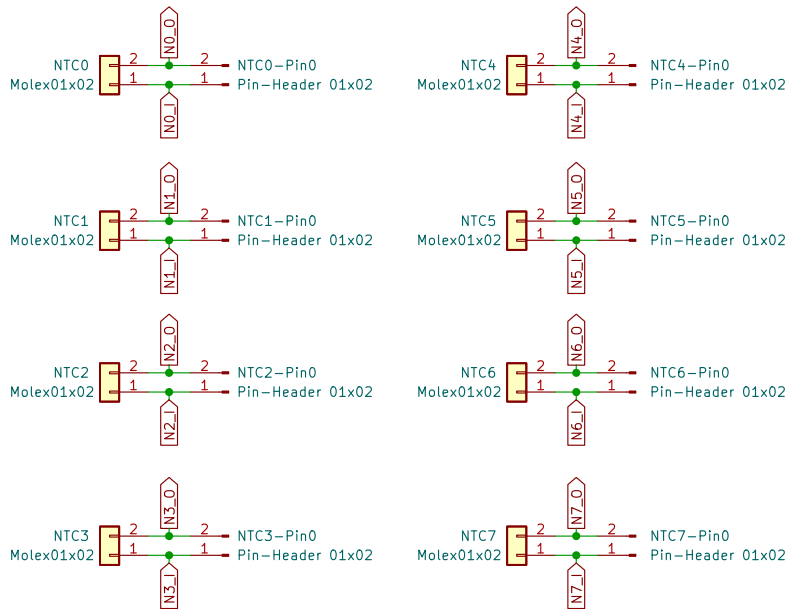 N0_O
NTC0 2 2 NTC0-Pin0
Molex01x02 1 1 Pin-Header 01x02
N0_I
N4_O
NTC4 2 2 NTC4-Pin0
Molex01x02 1 1 Pin-Header 01x02
N4_I
N1_O
NTC1 2 2 NTC1-Pin0
Molex01x02 1 1 Pin-Header 01x02
N1_I
N5_O
NTC5 2 2 NTC5-Pin0
Molex01x02 1 1 Pin-Header 01x02
N5_I
N2_O
NTC2 2 2 NTC2-Pin0
Molex01x02 1 1 Pin-Header 01x02
N2_I
N6_O
NTC6 2 2 NTC6-Pin0
Molex01x02 1 1 Pin-Header 01x02
N6_I
N3_O
NTC3 2 2 NTC3-Pin0
Molex01x02 1 1 Pin-Header 01x02
N3_I
N7_O
NTC7 2 2 NTC7-Pin0
Molex01x02 1 1 Pin-Header 01x02
N7_I